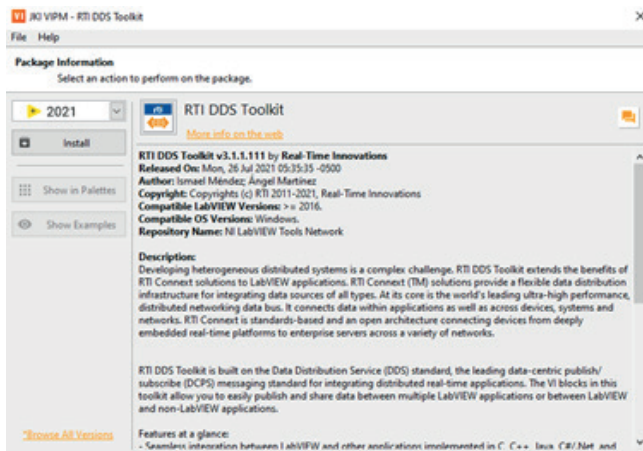 JKI VIPM - RTI DDS Toolkit
File Help
Package Information
Select an action to perform on the package.
2021
Install
Show in Palettes
Show Examples
*Browse All Versions
RTI DDS Toolkit
More info on the web
RTI DDS Toolkit v3.1.1.111 by Real-Time Innovations
Released On: Mon, 26 Jul 2021 05:35:35 -0500
Author: Ismael Méndez; Ángel Martínez
Copyright: Copyrights (c) RTI 2011-2021, Real-Time Innovations
Compatible LabVIEW Versions: >= 2016.
Compatible OS Versions: Windows.
Repository Name: NI LabVIEW Tools Network
Description:
Developing heterogeneous distributed systems is a complex challenge. RTI DDS Toolkit extends the benefits of
RTI Connext solutions to LabVIEW applications. RTI Connext (TM) solutions provide a flexible data distribution
infrastructure for integrating data sources of all types. At its core is the world's leading ultra-high performance,
distributed networking data bus. It connects data within applications as well as across devices, systems and
networks. RTI Connext is standards-based and an open architecture connecting devices from deeply
embedded real-time platforms to enterprise servers across a variety of networks.
RTI DDS Toolkit is built on the Data Distribution Service (DDS) standard, the leading data-centric publish/
subscribe (DCPS) messaging standard for integrating distributed real-time applications. The VI blocks in this
toolkit allow you to easily publish and share data between multiple LabVIEW applications or between LabVIEW
and non-LabVIEW applications.
Features at a glance:
- Seamless integration between LabVIEW and other applications implemented in C, C++, Java, C#/.Net, and